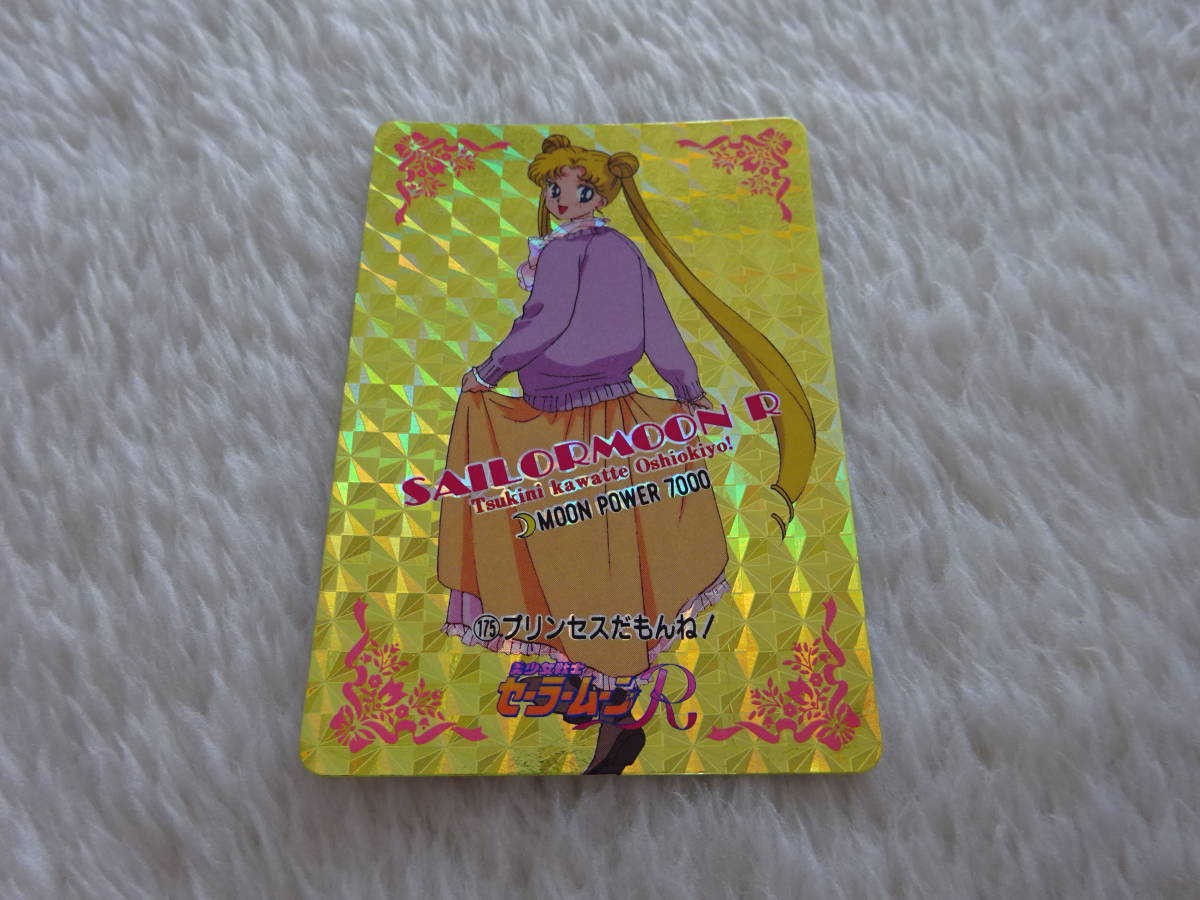 SAILORMOON R
Tsukini kawatte Oshiokiyo!
MOON POWER 7000
175.プリンセスだもんね!
美少女戦士
セーラームーンR